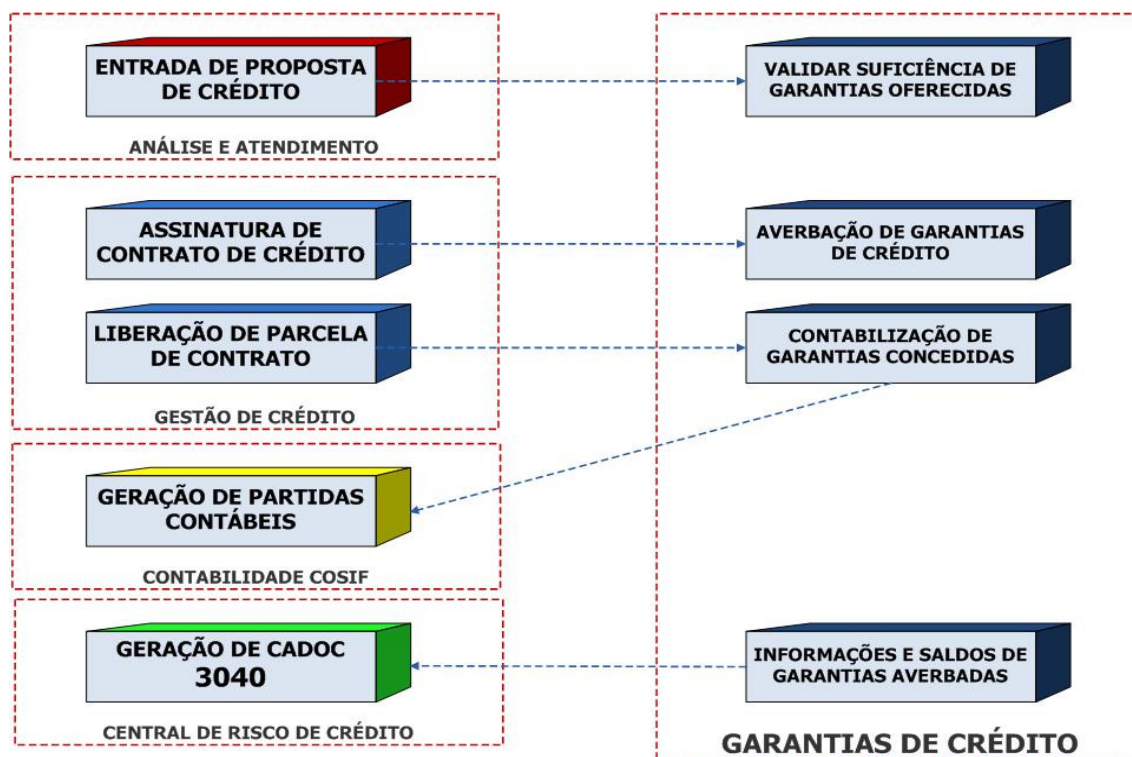 ENTRADA DE PROPOSTA
DE CRÉDITO
ANÁLISE E ATENDIMENTO
VALIDAR SUFICIÊNCIA DE
GARANTIAS OFERECIDAS
ASSINATURA DE
CONTRATO DE CRÉDITO
AVERBAÇÃO DE GARANTIAS
DE CRÉDITO
LIBERAÇÃO DE PARCELA
DE CONTRATO
GESTÃO DE CRÉDITO
CONTABILIZAÇÃO DE
GARANTIAS CONCEDIDAS
GERAÇÃO DE PARTIDAS
CONTÁBEIS
CONTABILIDADE COSIF
GERAÇÃO DE CADOC
3040
CENTRAL DE RISCO DE CRÉDITO
INFORMAÇÕES E SALDOS DE
GARANTIAS AVERBADAS
GARANTIAS DE CRÉDITO